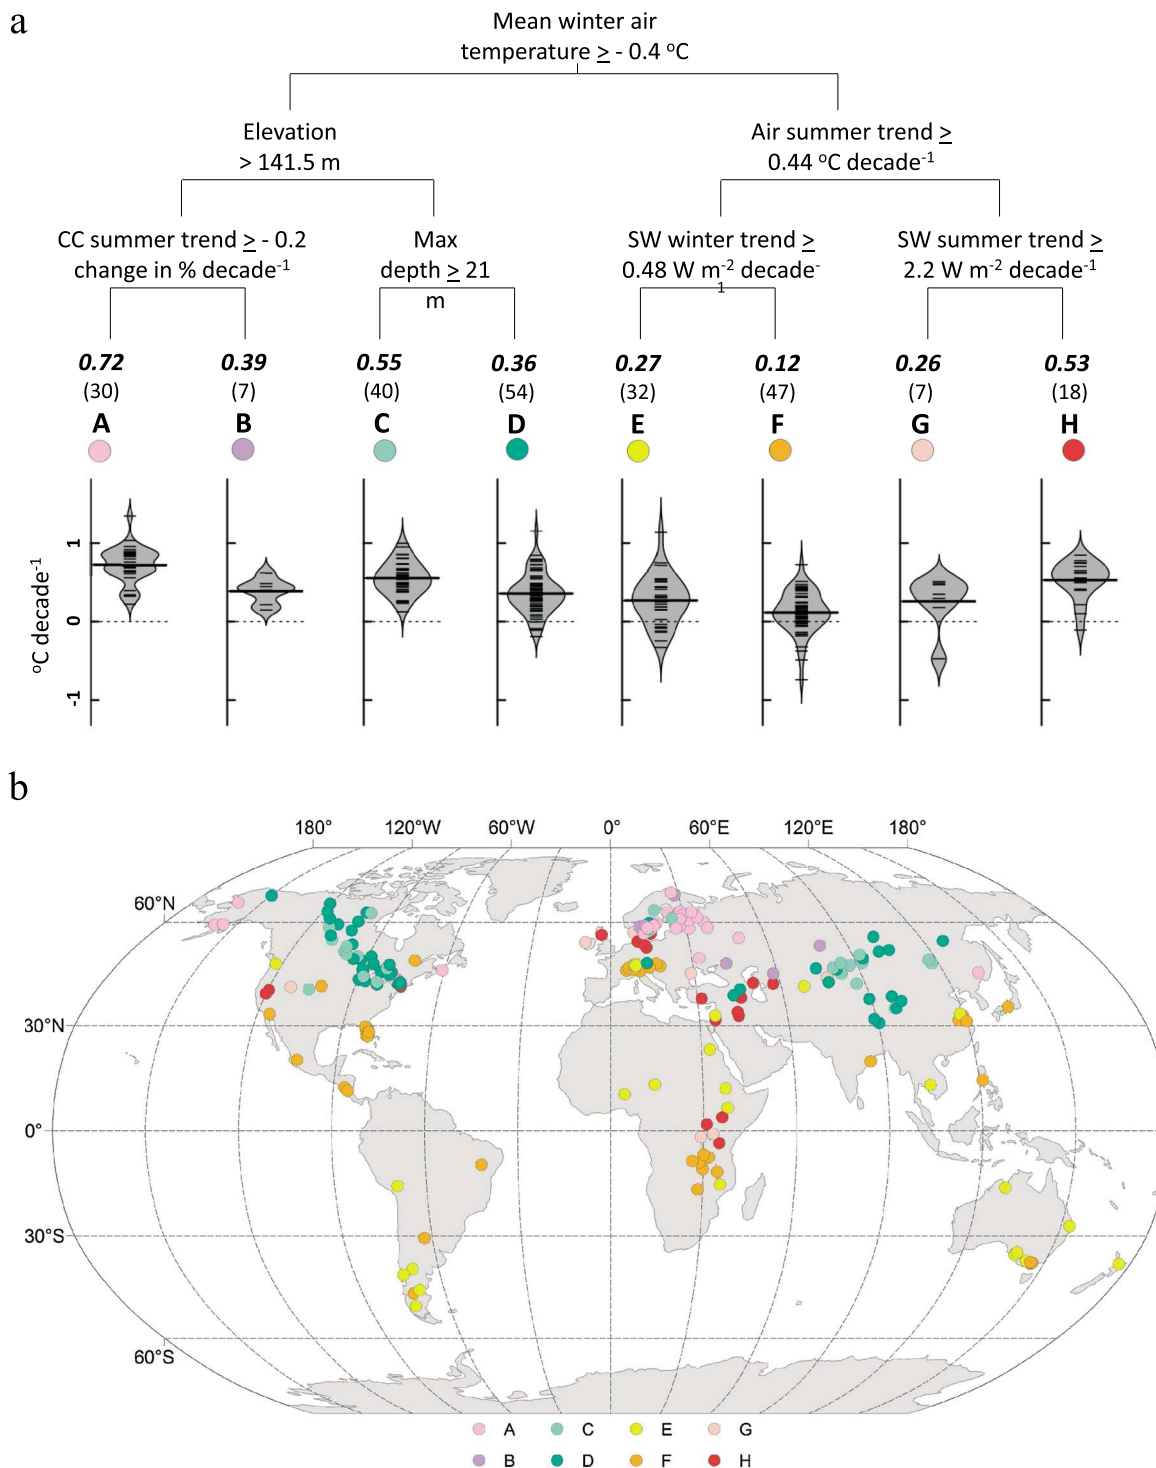 a
Mean winter air
temperature ≥ - 0.4 ºC
Elevation
> 141.5 m
Air summer trend ≥
0.44 ºC decade⁻¹
CC summer trend ≥ - 0.2
change in % decade⁻¹
Max
depth ≥ 21
m
SW winter trend ≥
0.48 W m⁻² decade⁻
¹
SW summer trend ≥
2.2 W m⁻² decade⁻¹
0.72 0.39 0.55 0.36 0.27 0.12 0.26 0.53
(30) (7) (40) (54) (32) (47) (7) (18)
A B C D E F G H
ºC decade⁻¹
1
0
-1
b
180° 120°W 60°W 0° 60°E 120°E 180°
60°N
30°N
0°
30°S
60°S
A C E G
B D F H